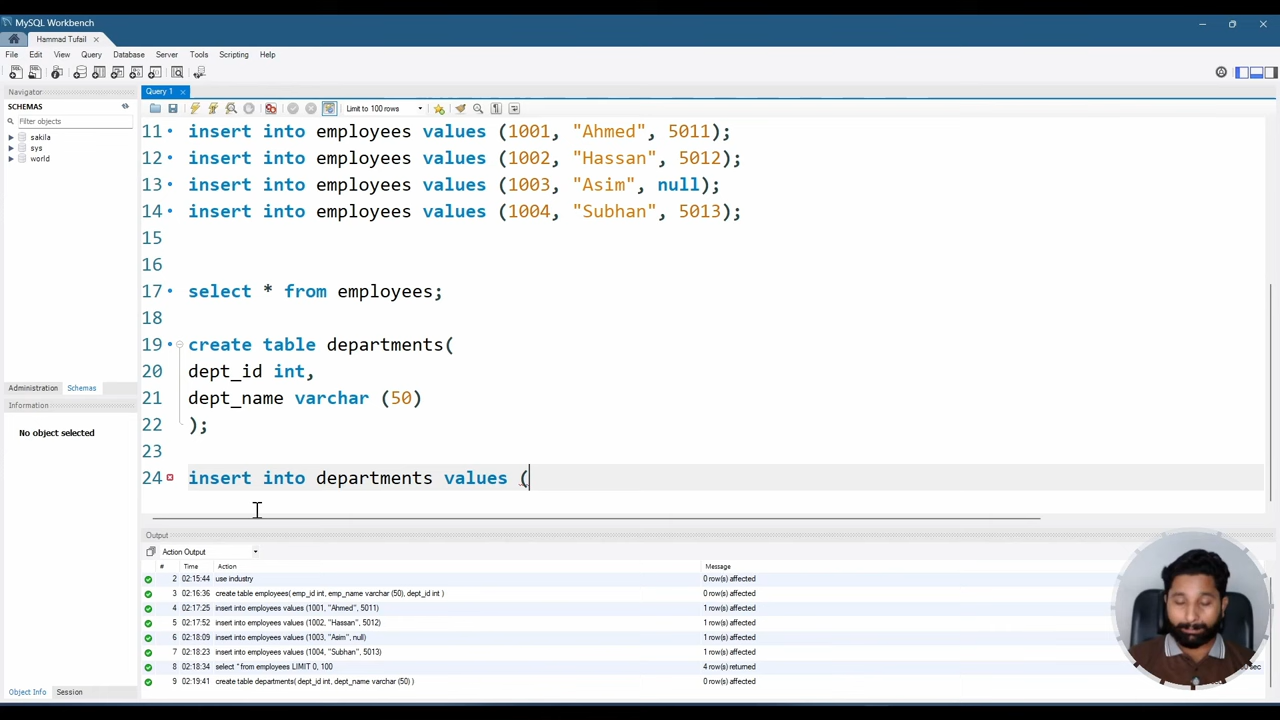 MySQL Workbench
Hammad Tufail ×
File Edit View Query Database Server Tools Scripting Help
Navigator
SCHEMAS
Filter objects
sakila
sys
world
Administration Schemas
Information
No object selected
Object Info Session
Query 1 ×
Limit to 100 rows
11 insert into employees values (1001, "Ahmed", 5011);
12 insert into employees values (1002, "Hassan", 5012);
13 insert into employees values (1003, "Asim", null);
14 insert into employees values (1004, "Subhan", 5013);
15
16
17 select * from employees;
18
19 create table departments(
20 dept_id int,
21 dept_name varchar (50)
22 );
23
24 insert into departments values (
Output
Action Output
# Time Action Message
2 02:15:44 use industry 0 row(s) affected
3 02:16:36 create table employees( emp_id int, emp_name varchar (50), dept_id int ) 0 row(s) affected
4 02:17:25 insert into employees values (1001, "Ahmed", 5011) 1 row(s) affected
5 02:17:52 insert into employees values (1002, "Hassan", 5012) 1 row(s) affected
6 02:18:09 insert into employees values (1003, "Asim", null) 1 row(s) affected
7 02:18:23 insert into employees values (1004, "Subhan", 5013) 1 row(s) affected
8 02:18:34 select * from employees LIMIT 0, 100 4 row(s) returned
9 02:19:41 create table departments( dept_id int, dept_name varchar (50) ) 0 row(s) affected